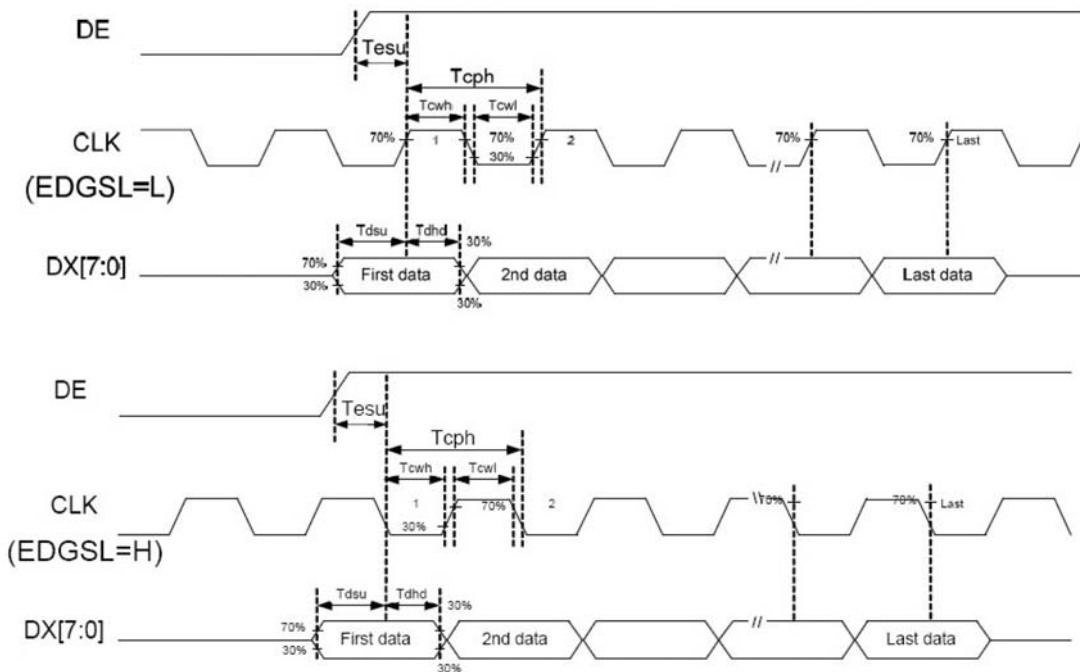 DE
Tesu
Tcph
Tcwh Tcwl
CLK 70% 1 70% 2 70% 70% Last
30%
(EDGSL=L)
//
Tdsu Tdhd 30%
DX[7:0] 70% First data 2nd data // Last data
30%
30%
DE
Tesu
Tcph
Tcwh Tcwl
CLK 1 70% 2 \\ 70% 70% Last
30%
(EDGSL=H)
Tdsu Tdhd 30%
DX[7:0] 70% First data 2nd data // Last data
30%
30%